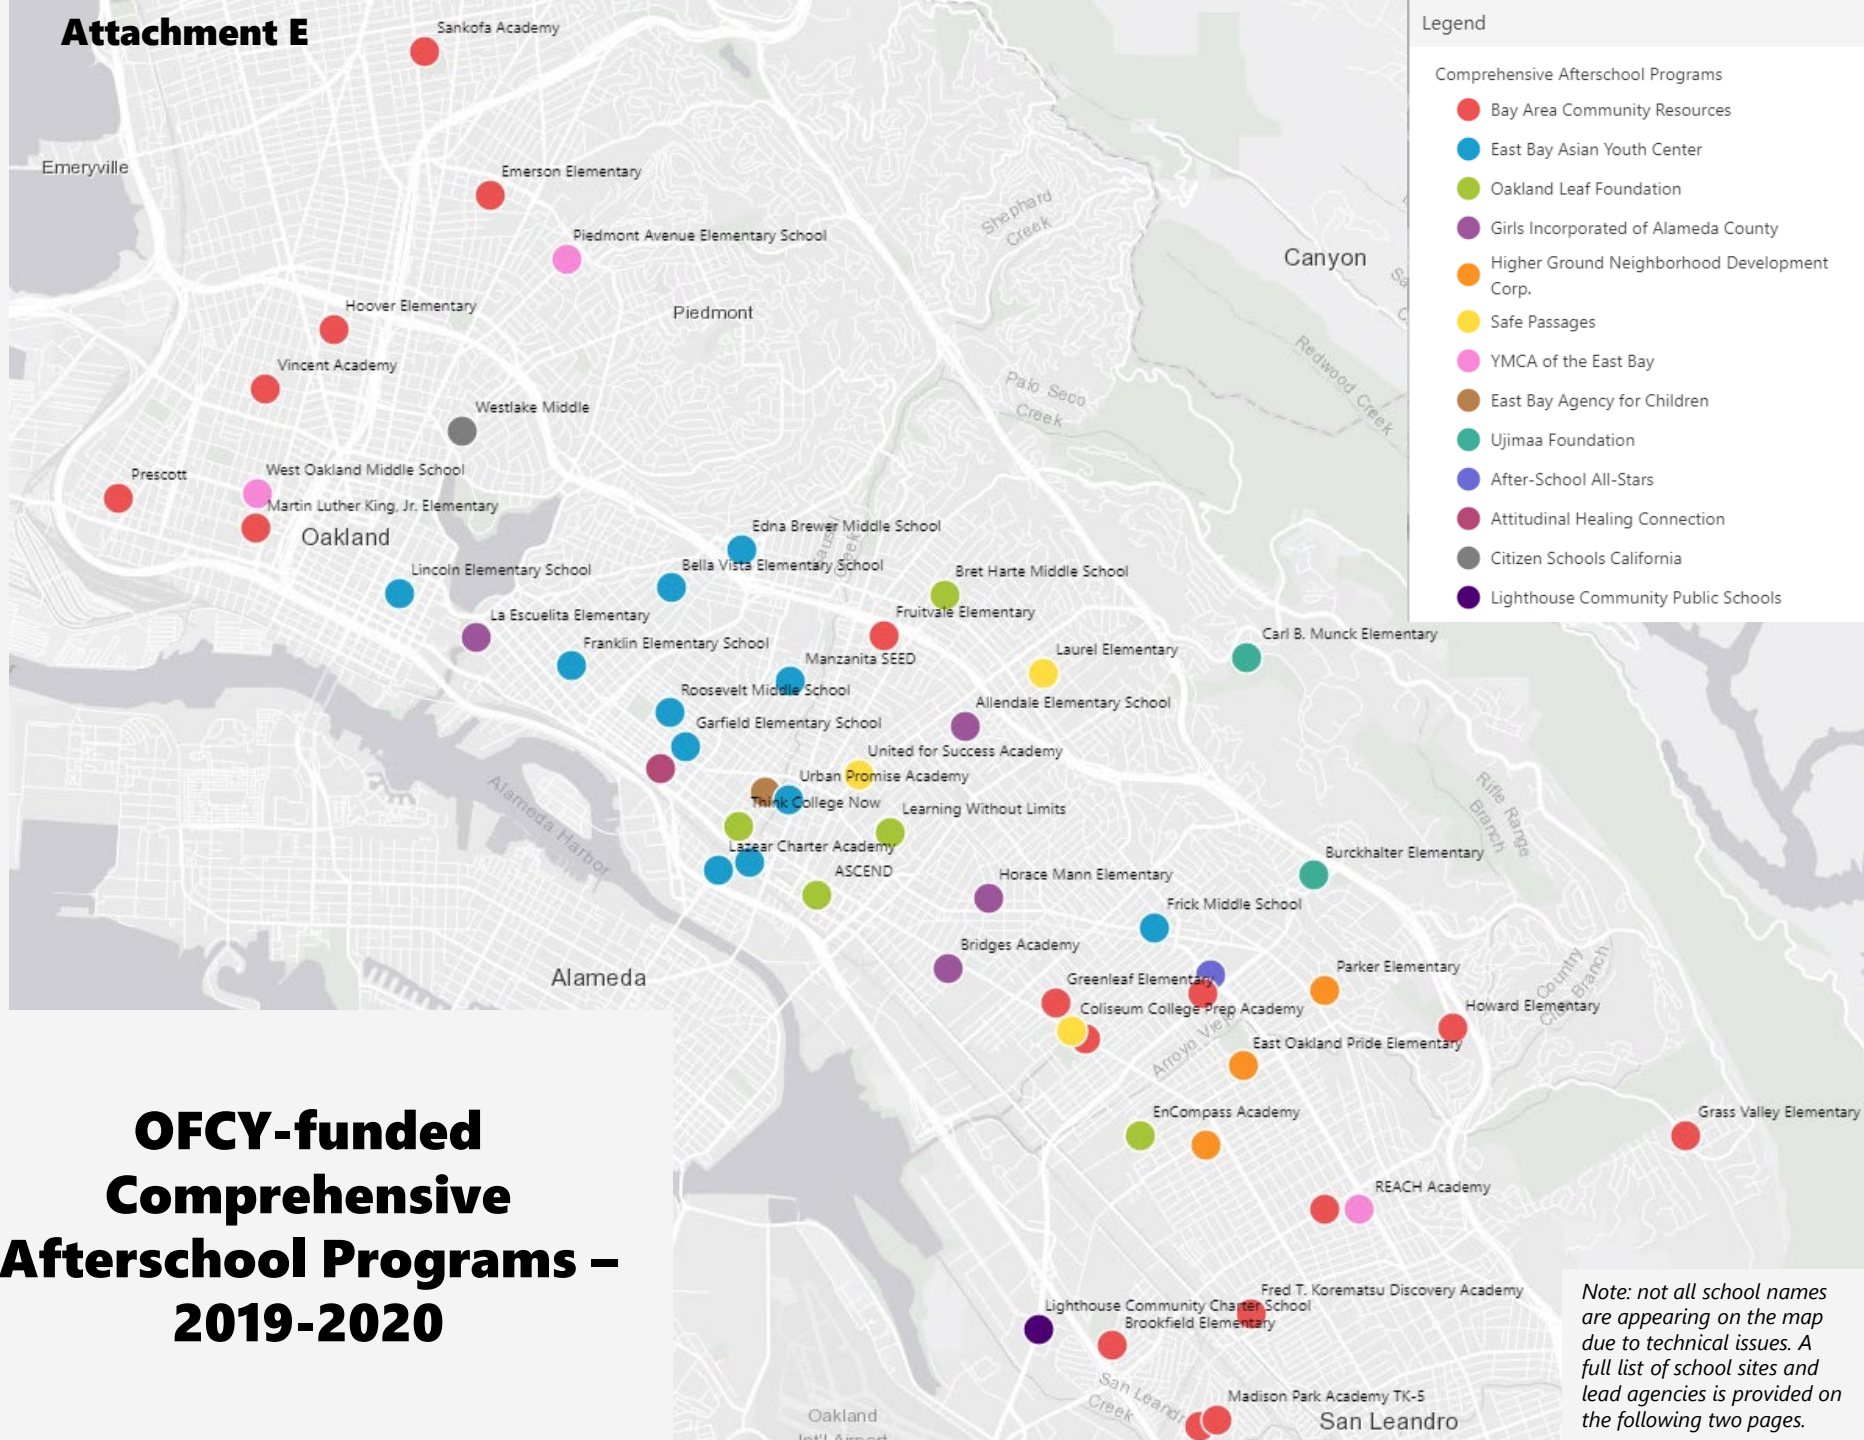 Attachment E
Sankofa Academy
Emeryville
Emerson Elementary
Piedmont Avenue Elementary School
Hoover Elementary
Piedmont
Vincent Academy
Westlake Middle
Prescott
West Oakland Middle School
Martin Luther King, Jr. Elementary
Oakland
Shephard
Creek
Canyon
Palo Seco
Creek
Redwood Creek
Legend
Comprehensive Afterschool Programs
Bay Area Community Resources
East Bay Asian Youth Center
Oakland Leaf Foundation
Girls Incorporated of Alameda County
Higher Ground Neighborhood Development
Corp.
Safe Passages
YMCA of the East Bay
East Bay Agency for Children
Ujimaa Foundation
After-School All-Stars
Attitudinal Healing Connection
Citizen Schools California
Lighthouse Community Public Schools
Edna Brewer Middle School
Creek
Bella Vista Elementary School
Lincoln Elementary School
Bret Harte Middle School
La Escuelita Elementary
Fruitvale Elementary
Franklin Elementary School
Carl B. Munck Elementary
Manzanita SEED
Laurel Elementary
Roosevelt Middle School
Allendale Elementary School
Garfield Elementary School
United for Success Academy
Urban Promise Academy
Think College Now
Learning Without Limits
Alameda Harbor
Rifle Range
Branch
Lazear Charter Academy
ASCEND
Burckhalter Elementary
Horace Mann Elementary
Frick Middle School
Bridges Academy
Alameda
Greenleaf Elementary
Parker Elementary
Country
Branch
Coliseum College Prep Academy
Howard Elementary
Arroyo Viejo
East Oakland Pride Elementary
EnCompass Academy
Grass Valley Elementary
REACH Academy
Fred T. Korematsu Discovery Academy
Lighthouse Community Charter School
Brookfield Elementary
San Leandro
Creek
Madison Park Academy TK-5
San Leandro
Oakland
Int'l Airport
OFCY-funded
Comprehensive
Afterschool Programs –
2019-2020
Note: not all school names
are appearing on the map
due to technical issues. A
full list of school sites and
lead agencies is provided on
the following two pages.